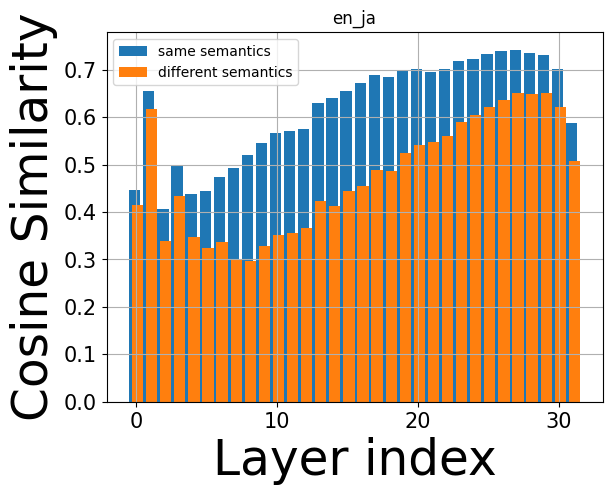 en_ja
same semantics
different semantics
Cosine Similarity
0.7
0.6
0.5
0.4
0.3
0.2
0.1
0.0
0 10 20 30
Layer index